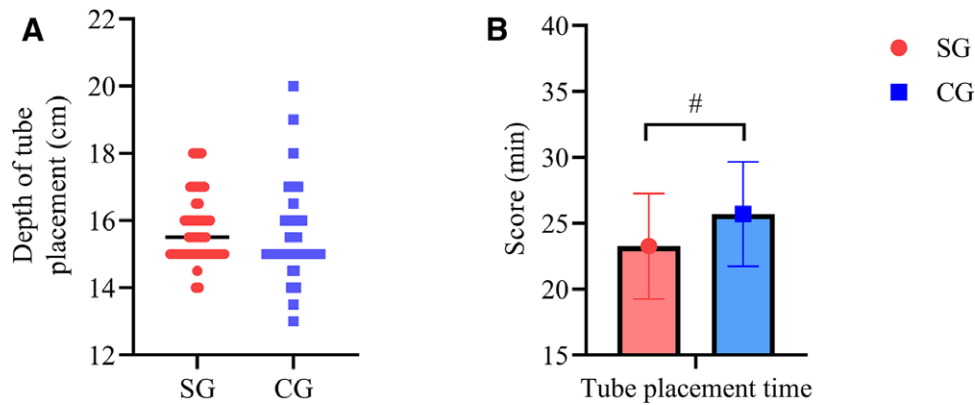 A
Depth of tube
placement (cm)
22
20
18
16
14
12
SG
CG
B
Score (min)
40
35
30
25
20
15
#
Tube placement time
SG
CG